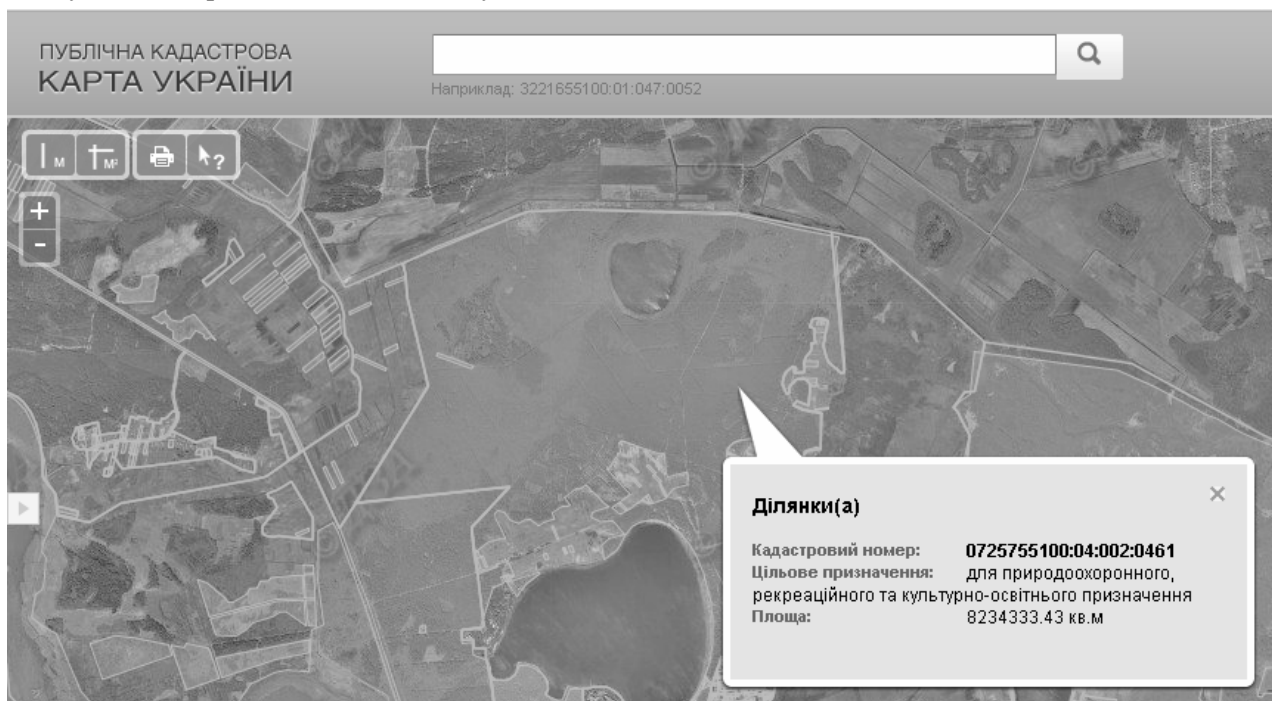 ПУБЛІЧНА КАДАСТРОВА
КАРТА УКРАЇНИ
Наприклад: 3221655100:01:047:0052
М
М²
?
+
-
Ділянки(а)
×
Кадастровий номер: 0725755100:04:002:0461
Цільове призначення: для природоохоронного,
рекреаційного та культурно-освітнього призначення
Площа: 8234333.43 кв.м